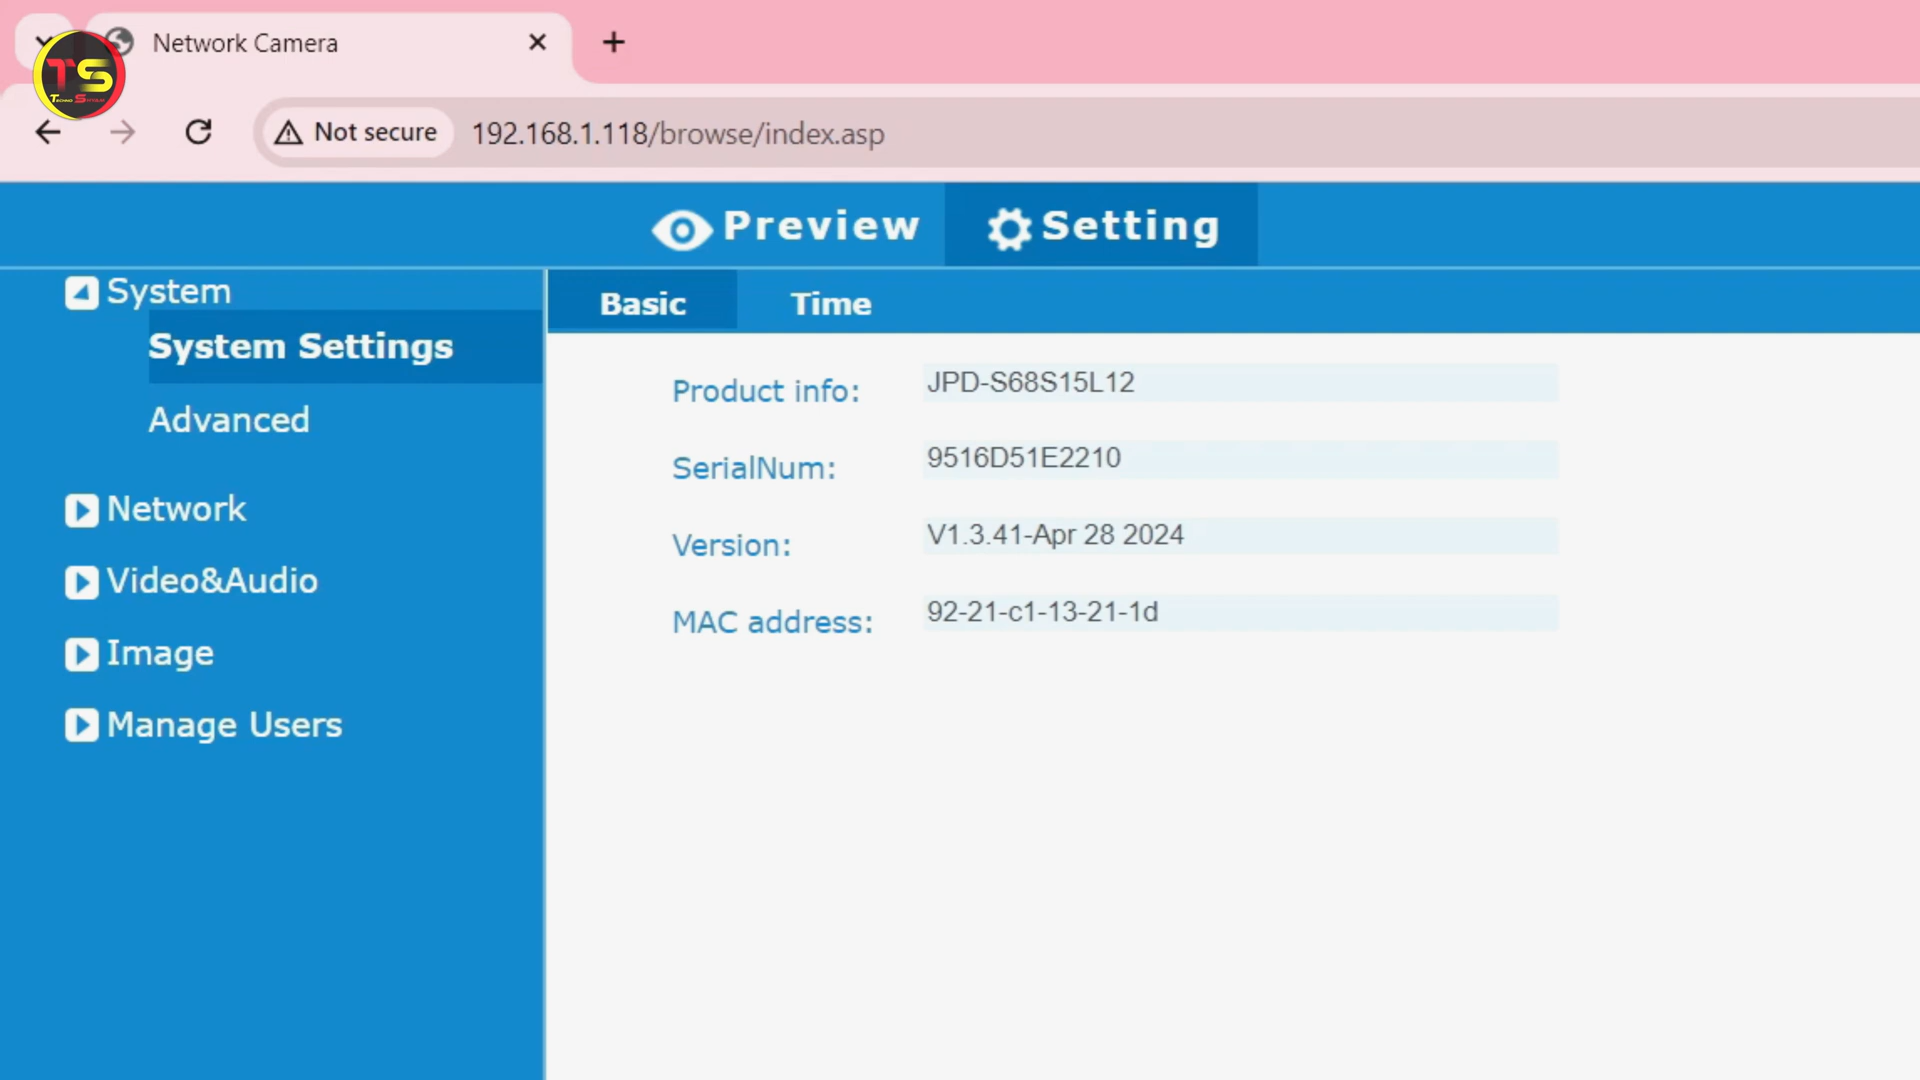 Network Camera
TS
Not secure 192.168.1.118/browse/index.asp
Preview Setting
System
System Settings
Advanced
Network
Video&Audio
Image
Manage Users
Basic Time
Product info: JPD-S68S15L12
SerialNum: 9516D51E2210
Version: V1.3.41-Apr 28 2024
MAC address: 92-21-c1-13-21-1d